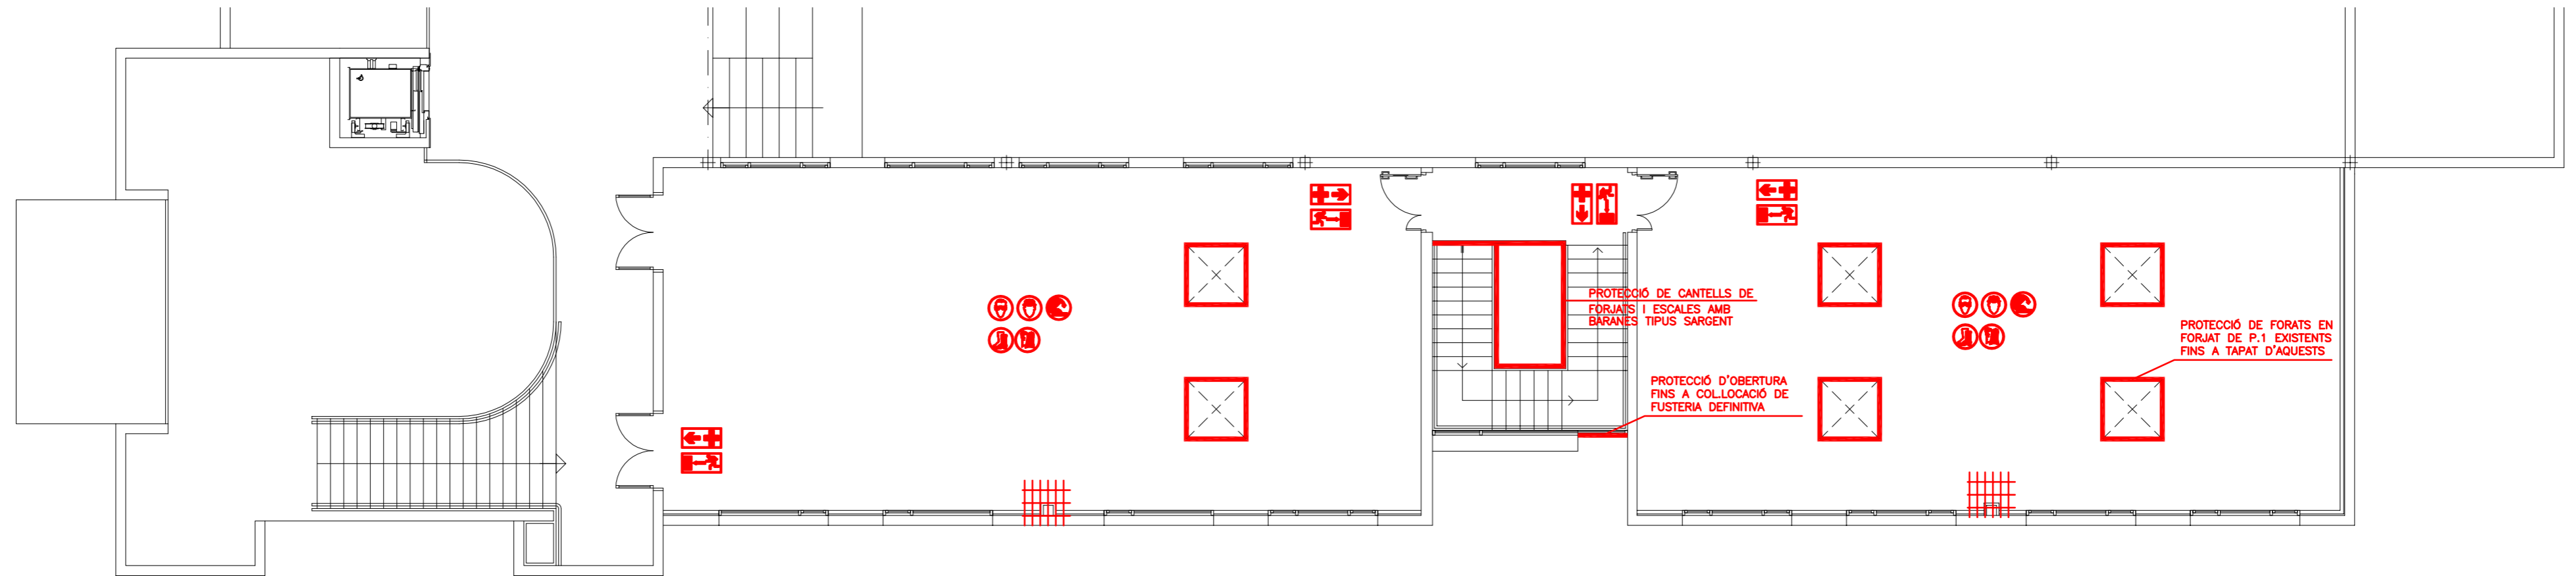 PROTECCIÓ DE CANTELLS DE
FORJATS I ESCALES AMB
BARANES TIPUS SARGENT
PROTECCIÓ DE FORATS EN
FORJAT DE P.1 EXISTENTS
FINS A TAPAT D'AQUESTS
PROTECCIÓ D'OBERTURA
FINS A COL.LOCACIÓ DE
FUSTERIA DEFINITIVA